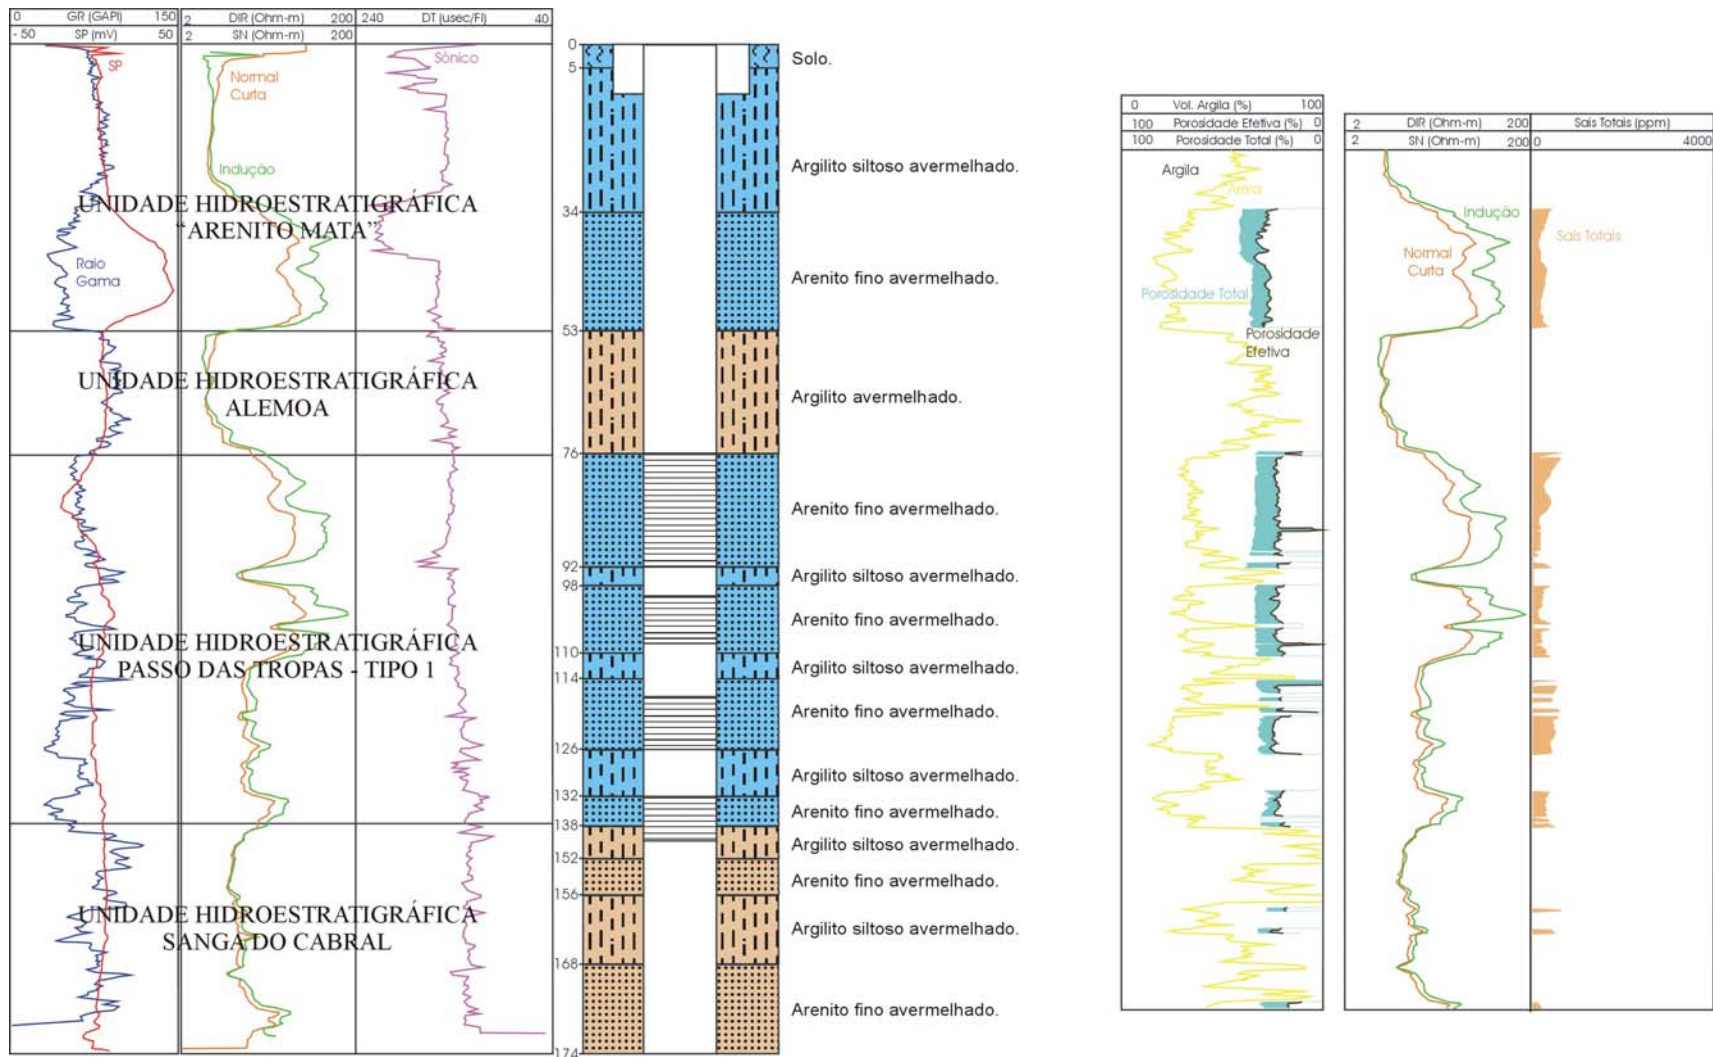 0 GR (GAPI) 150
-50 SP (mV) 50
2 DIR (Ohm-m) 200
2 SN (Ohm-m) 200
240 DT (usec/Fl) 40
SP
Normal
Curta
Indução
Sônico
Raio
Gama
UNIDADE HIDROESTRATIGRÁFICA
“ARENITO MATA”
UNIDADE HIDROESTRATIGRÁFICA
ALEMOA
UNIDADE HIDROESTRATIGRÁFICA
PASSO DAS TROPAS - TIPO 1
UNIDADE HIDROESTRATIGRÁFICA
SANGA DO CABRAL
0
Solo.
5
Argilito siltoso avermelhado.
34
Arenito fino avermelhado.
53
Argilito avermelhado.
76
Arenito fino avermelhado.
92
Argilito siltoso avermelhado.
98
Arenito fino avermelhado.
110
Argilito siltoso avermelhado.
114
Arenito fino avermelhado.
126
Argilito siltoso avermelhado.
132
Arenito fino avermelhado.
138
Argilito siltoso avermelhado.
152
Arenito fino avermelhado.
156
Argilito siltoso avermelhado.
168
Arenito fino avermelhado.
174
0 Vol. Argila (%) 100
100 Porosidade Efetiva (%) 0
100 Porosidade Total (%) 0
Argila
Areia
Porosidade Total
Porosidade
Efetiva
2 DIR (Ohm-m) 200
2 SN (Ohm-m) 200
Sais Totais (ppm)
0 4000
Indução
Normal
Curta
Sais Totais